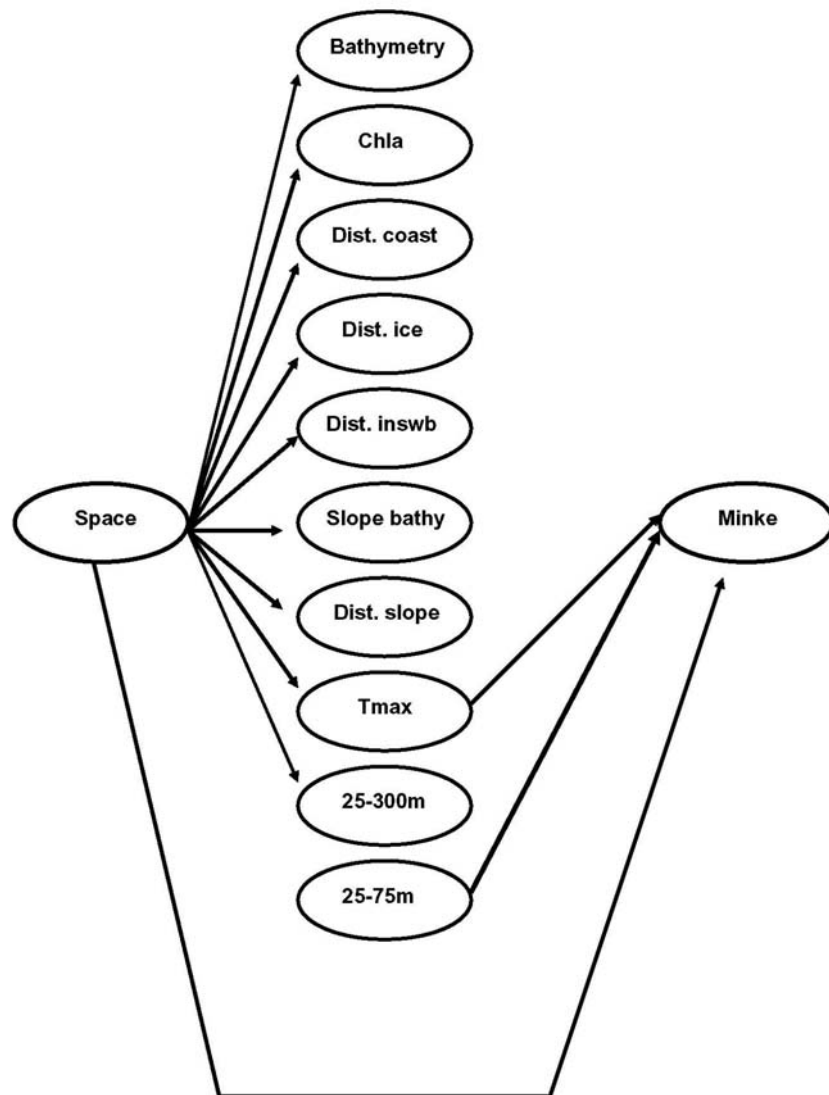 Bathymetry
Chla
Dist. coast
Dist. ice
Dist. inswb
Space
Slope bathy
Minke
Dist. slope
Tmax
25-300m
25-75m